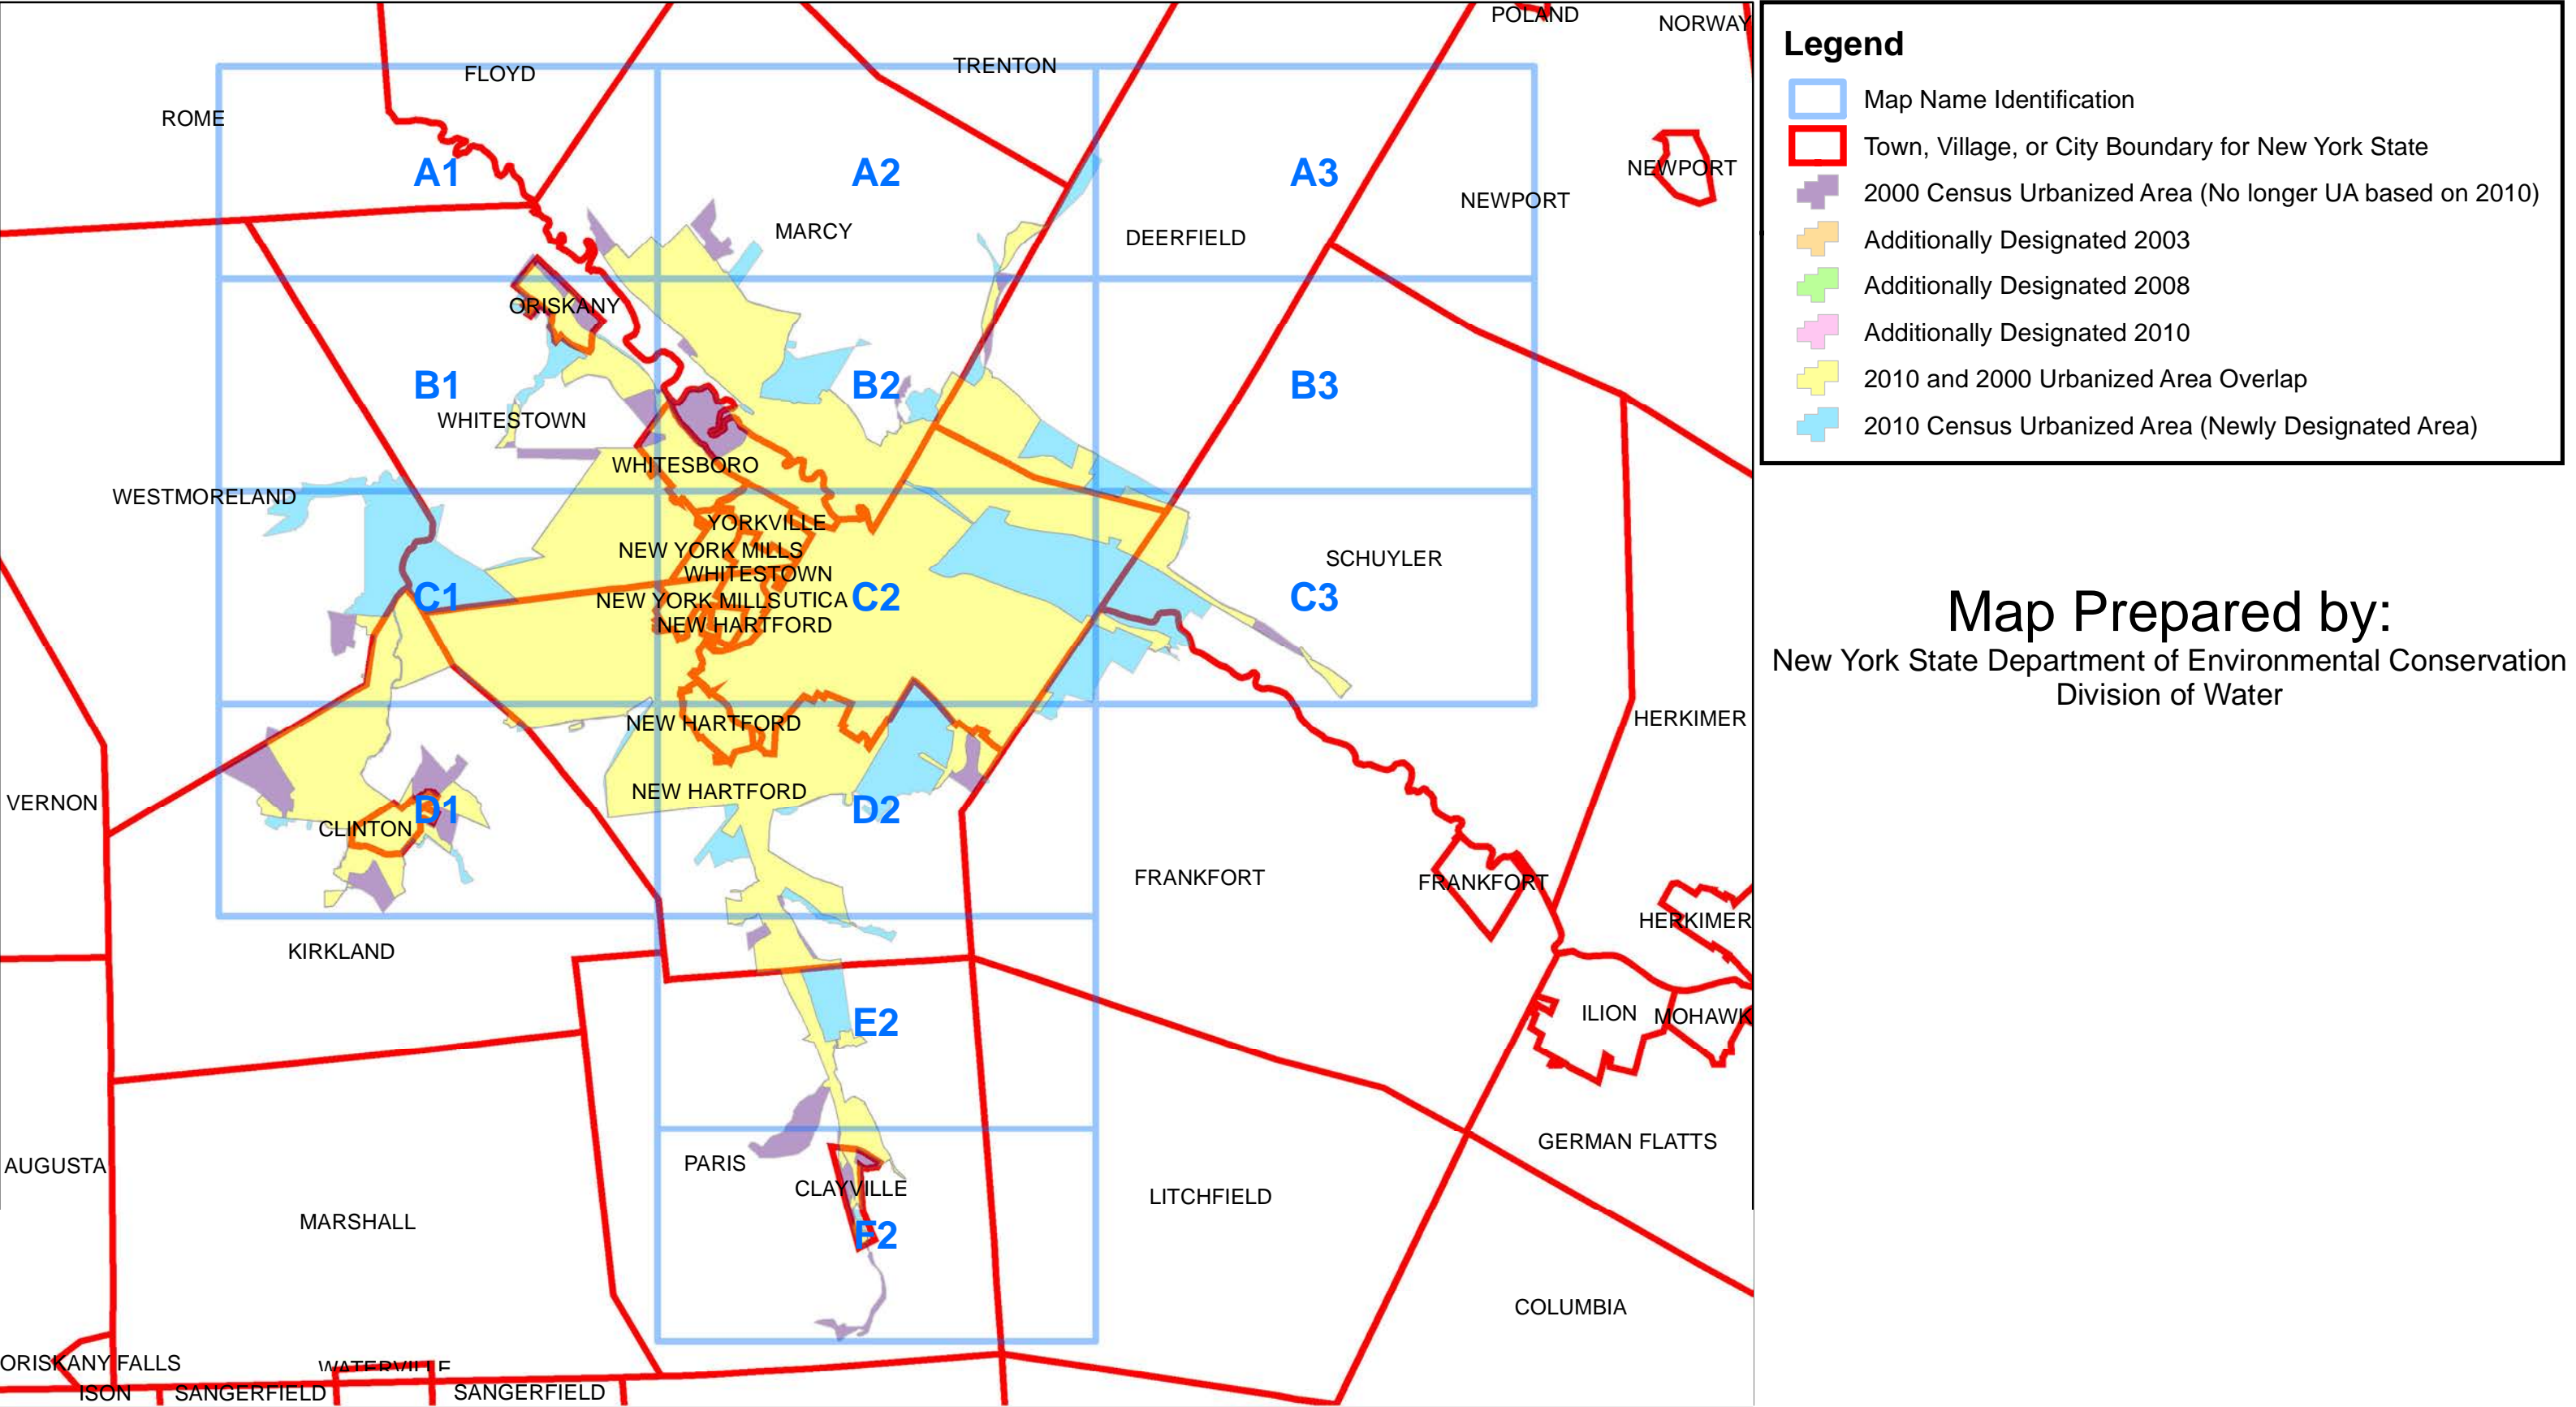 POLAND
NORWAY
FLOYD
TRENTON
ROME
A1
A2
A3
NEWPORT
NEWPORT
MARCY
DEERFIELD
ORISKANY
B1
B2
B3
WHITESTOWN
WHITESBORO
WESTMORELAND
YORKVILLE
NEW YORK MILLS
SCHUYLER
WHITESTOWN
C1
C2
C3
NEW YORK MILLS
UTICA
NEW HARTFORD
NEW HARTFORD
HERKIMER
NEW HARTFORD
VERNON
D1
D2
CLINTON
FRANKFORT
FRANKFORT
HERKIMER
KIRKLAND
E2
ILION
MOHAWK
GERMAN FLATTS
PARIS
AUGUSTA
CLAYVILLE
LITCHFIELD
MARSHALL
F2
COLUMBIA
ORISKANY FALLS
WATERVILLE
ISON
SANGERFIELD
SANGERFIELD
Legend
Map Name Identification
Town, Village, or City Boundary for New York State
2000 Census Urbanized Area (No longer UA based on 2010)
Additionally Designated 2003
Additionally Designated 2008
Additionally Designated 2010
2010 and 2000 Urbanized Area Overlap
2010 Census Urbanized Area (Newly Designated Area)
Map Prepared by:
New York State Department of Environmental Conservation
Division of Water